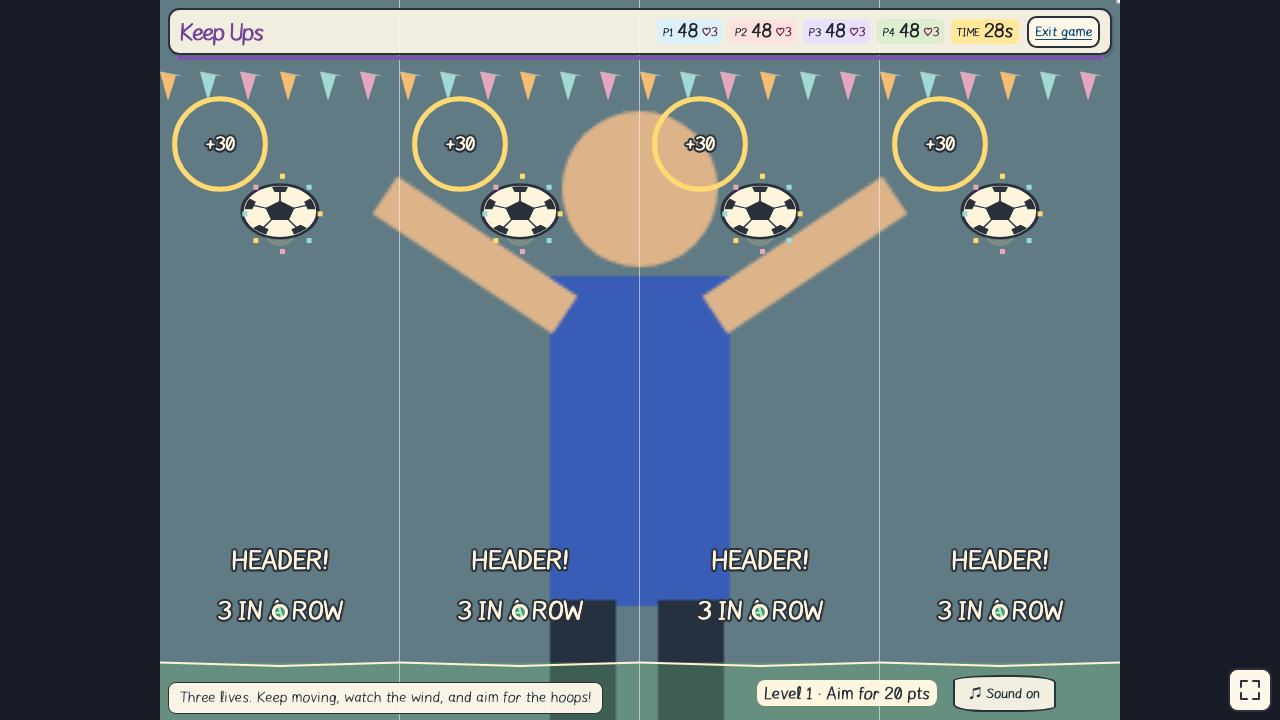 Keep Ups
P1 48 ♡3 P2 48 ♡3 P3 48 ♡3 P4 48 ♡3 TIME 28s Exit game
+30 +30 +30 +30
HEADER! HEADER! HEADER! HEADER!
3 IN A ROW 3 IN A ROW 3 IN A ROW 3 IN A ROW
Three lives. Keep moving, watch the wind, and aim for the hoops!
Level 1 · Aim for 20 pts
♫ Sound on